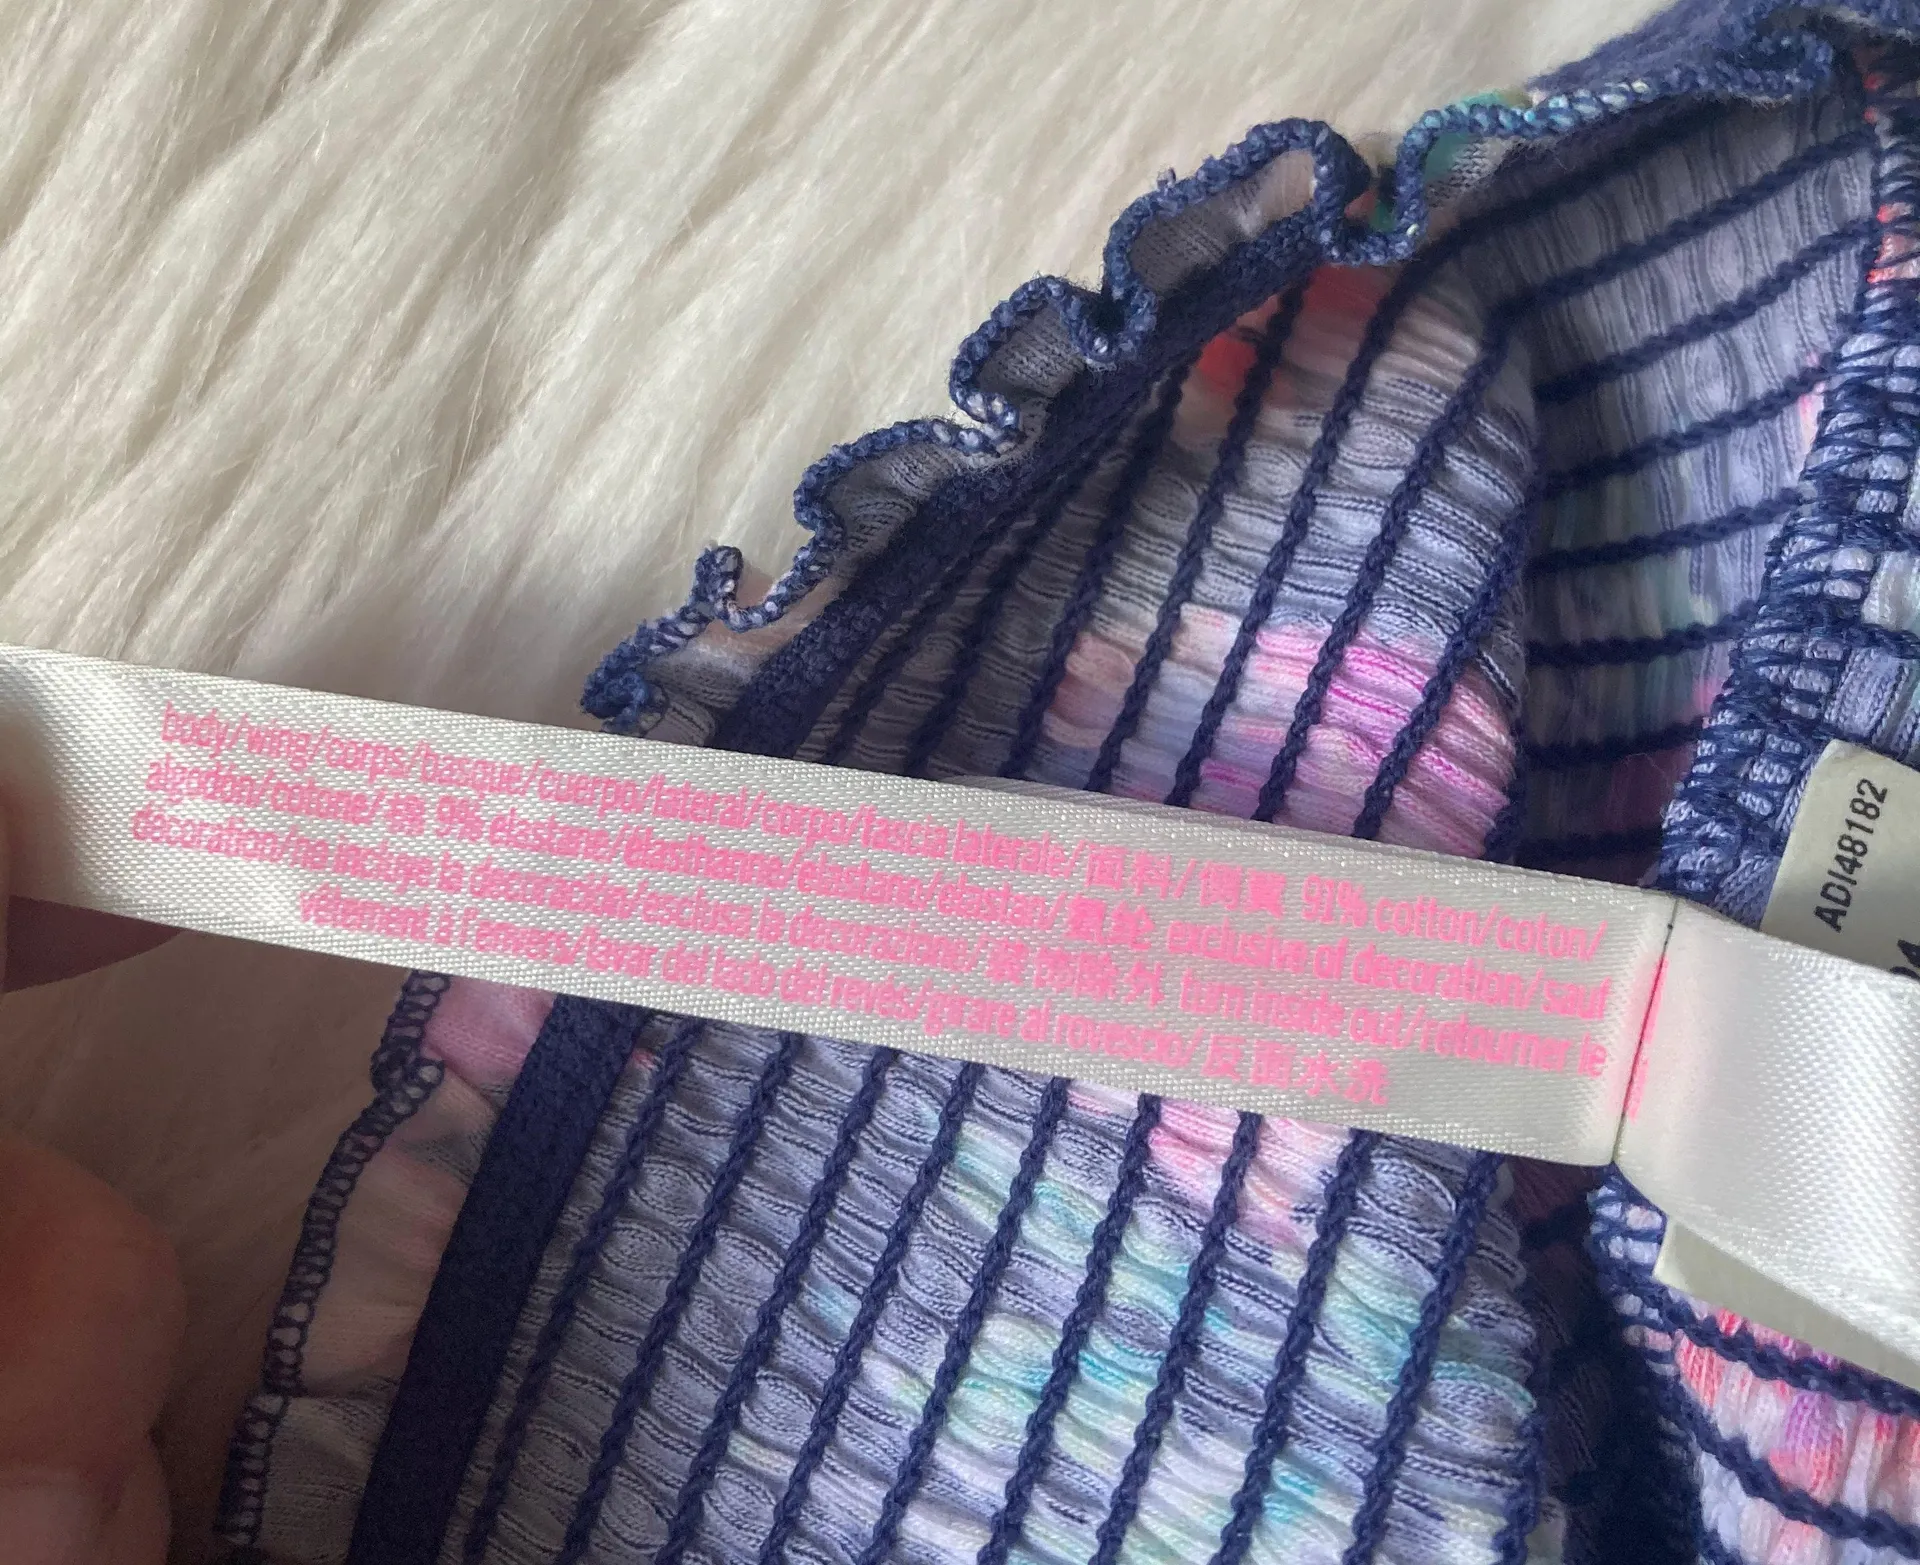 body/wing/corps/basque/cuerpo/lateral/corpo/fascia laterale/面料/側翼 91% cotton/coton/
algodón/cotone/棉 9% elastane/élasthanne/elastano/elastan/氨纶 exclusive of decoration/sauf
décoration/no incluye la decoración/esclusa la decorazione/装饰除外 turn inside out/retourner le
vêtement à l'envers/lavar del lado del revés/girare al rovescio/反面水洗
ADI48182